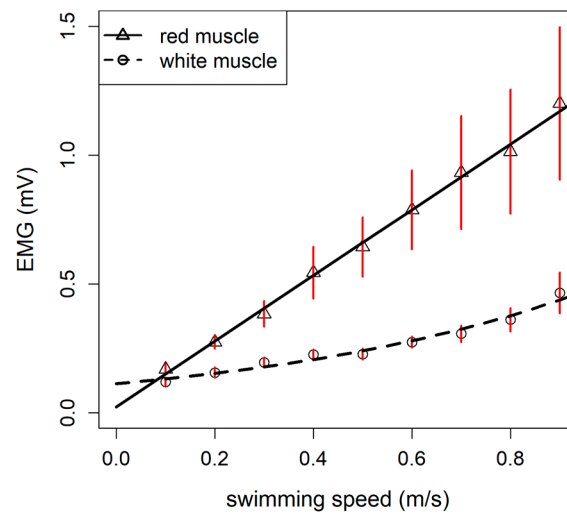 red muscle
white muscle
1.5
1.0
0.5
0.0
EMG (mV)
0.0 0.2 0.4 0.6 0.8
swimming speed (m/s)